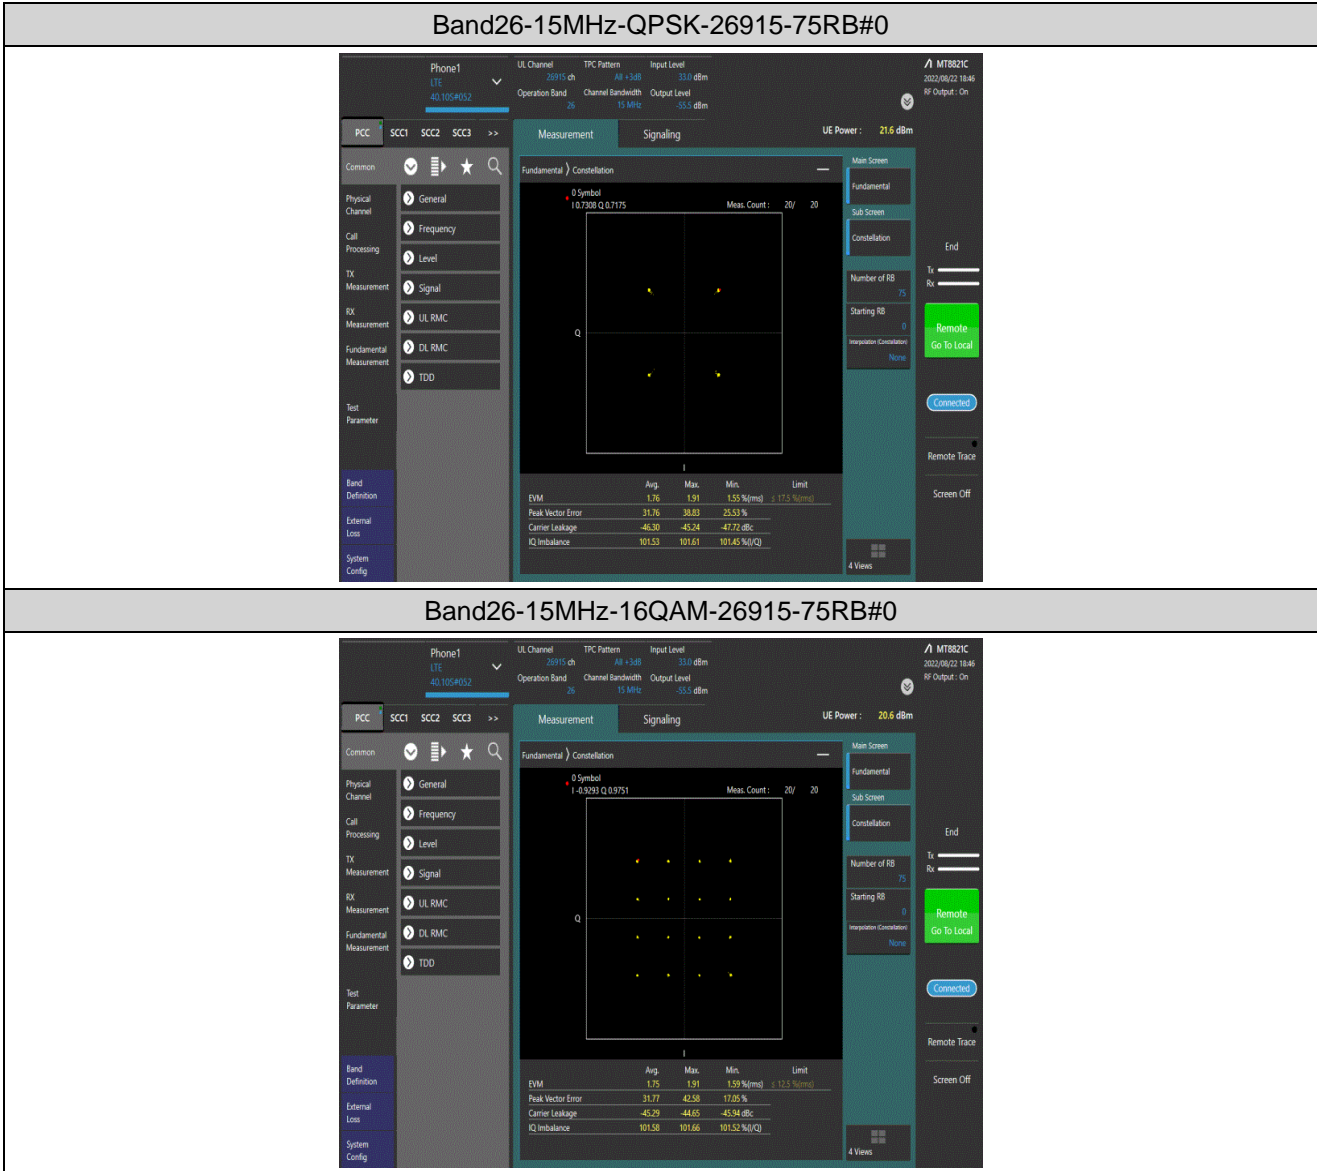 Band26-15MHz-QPSK-26915-75RB#0
Phone1
LTE
40.105#052
UL Channel TPC Pattern Input Level
26915 ch All +3dB 33.0 dBm
Operation Band Channel Bandwidth Output Level
26 15 MHz -55.5 dBm
MT8821C
2022/08/22 18:46
RF Output : On
PCC SCC1 SCC2 SCC3 >>
Measurement Signaling
UE Power : 21.6 dBm
Common
Physical Channel
Call Processing
TX Measurement
RX Measurement
Fundamental Measurement
Test Parameter
Band Definition
External Loss
System Config
General
Frequency
Level
Signal
UL RMC
DL RMC
TDD
Fundamental Constellation
0 Symbol
I 0.7308 Q 0.7175
Meas. Count : 20/ 20
Q
I
Avg. Max. Min. Limit
EVM 1.76 1.91 1.55 %(rms) ≤ 17.5 %(rms)
Peak Vector Error 31.76 38.83 25.53 %
Carrier Leakage -46.30 -45.24 -47.72 dBc
IQ Imbalance 101.53 101.61 101.45 %(I/Q)
Main Screen
Fundamental
Sub Screen
Constellation
Number of RB
75
Starting RB
0
Interpolation (Constellation)
None
4 Views
End
Tx
Rx
Remote
Go To Local
Connected
Remote Trace
Screen Off
Band26-15MHz-16QAM-26915-75RB#0
Phone1
LTE
40.105#052
UL Channel TPC Pattern Input Level
26915 ch All +3dB 33.0 dBm
Operation Band Channel Bandwidth Output Level
26 15 MHz -55.5 dBm
MT8821C
2022/08/22 18:46
RF Output : On
PCC SCC1 SCC2 SCC3 >>
Measurement Signaling
UE Power : 20.6 dBm
Common
Physical Channel
Call Processing
TX Measurement
RX Measurement
Fundamental Measurement
Test Parameter
Band Definition
External Loss
System Config
General
Frequency
Level
Signal
UL RMC
DL RMC
TDD
Fundamental Constellation
0 Symbol
I -0.9293 Q 0.9751
Meas. Count : 20/ 20
Q
I
Avg. Max. Min. Limit
EVM 1.75 1.91 1.59 %(rms) ≤ 12.5 %(rms)
Peak Vector Error 31.77 42.58 17.05 %
Carrier Leakage -45.29 -44.65 -45.94 dBc
IQ Imbalance 101.58 101.66 101.52 %(I/Q)
Main Screen
Fundamental
Sub Screen
Constellation
Number of RB
75
Starting RB
0
Interpolation (Constellation)
None
4 Views
End
Tx
Rx
Remote
Go To Local
Connected
Remote Trace
Screen Off